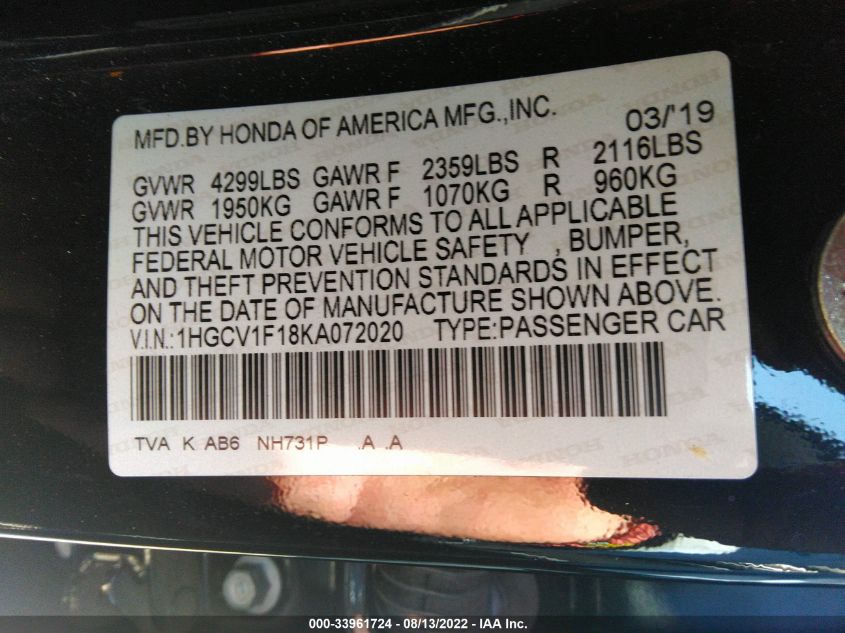 MFD.BY HONDA OF AMERICA MFG.,INC. 03/'19
GVWR 4299LBS GAWR F 2359LBS R 2116LBS
GVWR 1950KG GAWR F 1070KG R 960KG
THIS VEHICLE CONFORMS TO ALL APPLICABLE
FEDERAL MOTOR VEHICLE SAFETY , BUMPER,
AND THEFT PREVENTION STANDARDS IN EFFECT
ON THE DATE OF MANUFACTURE SHOWN ABOVE.
V.I.N.:1HGCV1F18KA072020 TYPE:PASSENGER CAR
TVA K AB6 NH731P .A .A
000-33961724 - 08/13/2022 - IAA Inc.